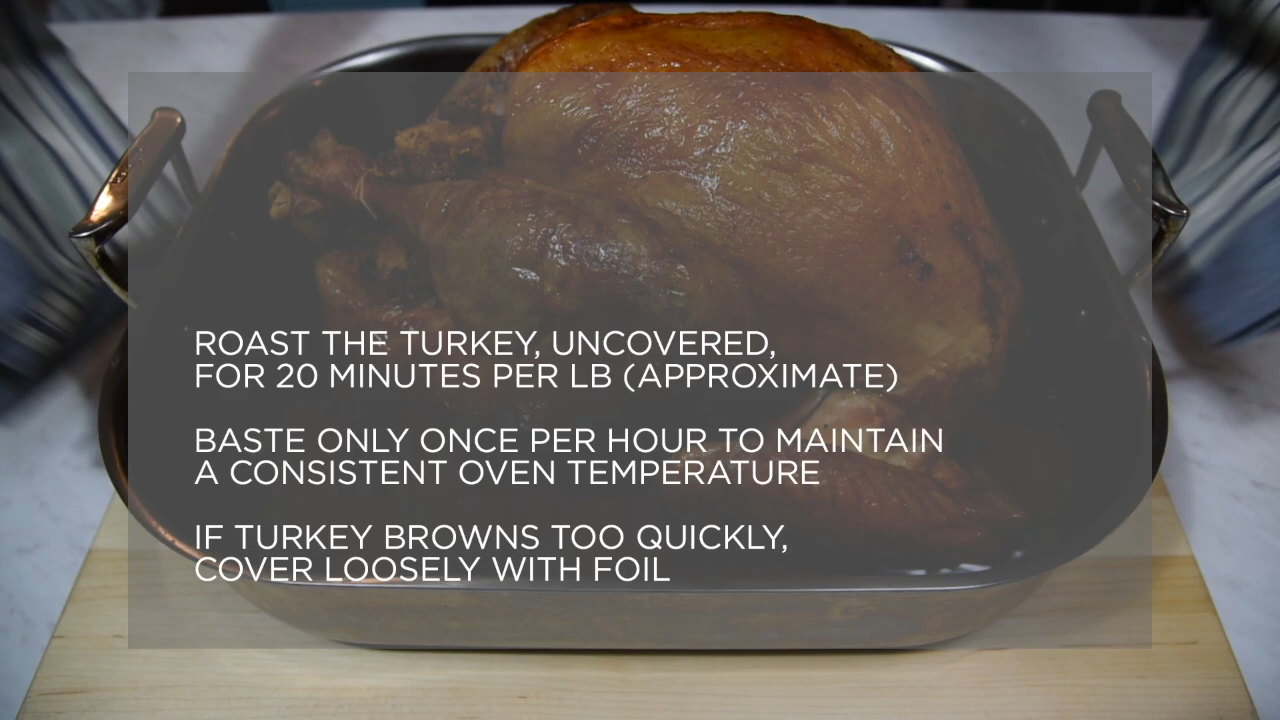 ROAST THE TURKEY, UNCOVERED,
FOR 20 MINUTES PER LB (APPROXIMATE)
BASTE ONLY ONCE PER HOUR TO MAINTAIN
A CONSISTENT OVEN TEMPERATURE
IF TURKEY BROWNS TOO QUICKLY,
COVER LOOSELY WITH FOIL